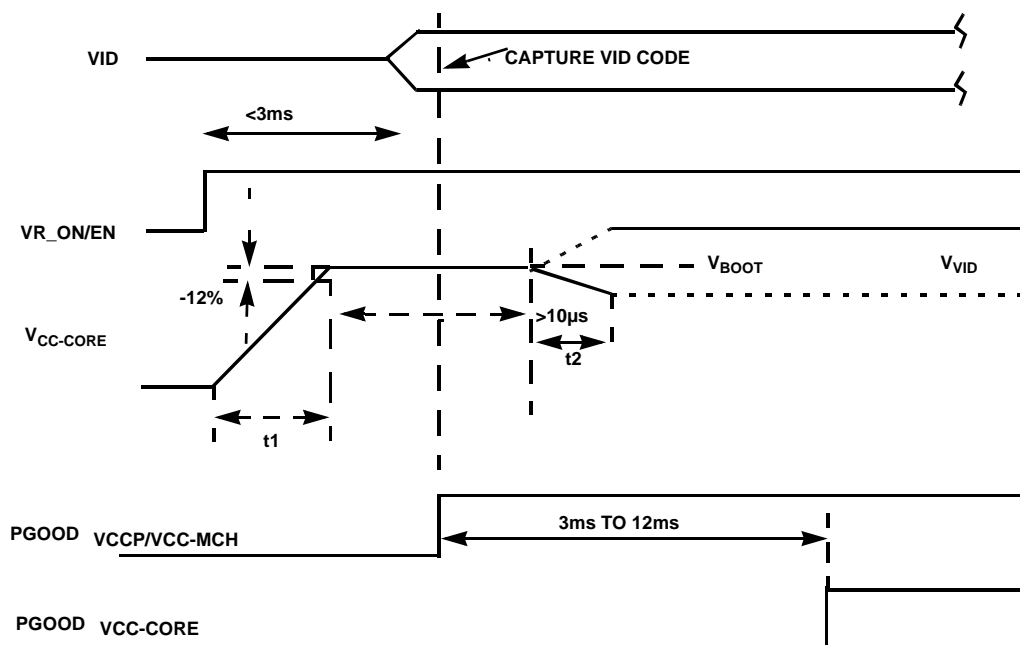 VID
CAPTURE VID CODE
<3ms
VR_ON/EN
-12%
VBOOT
VVID
VCC-CORE
>10µs
t2
t1
PGOOD VCCP/VCC-MCH
3ms TO 12ms
PGOOD VCC-CORE